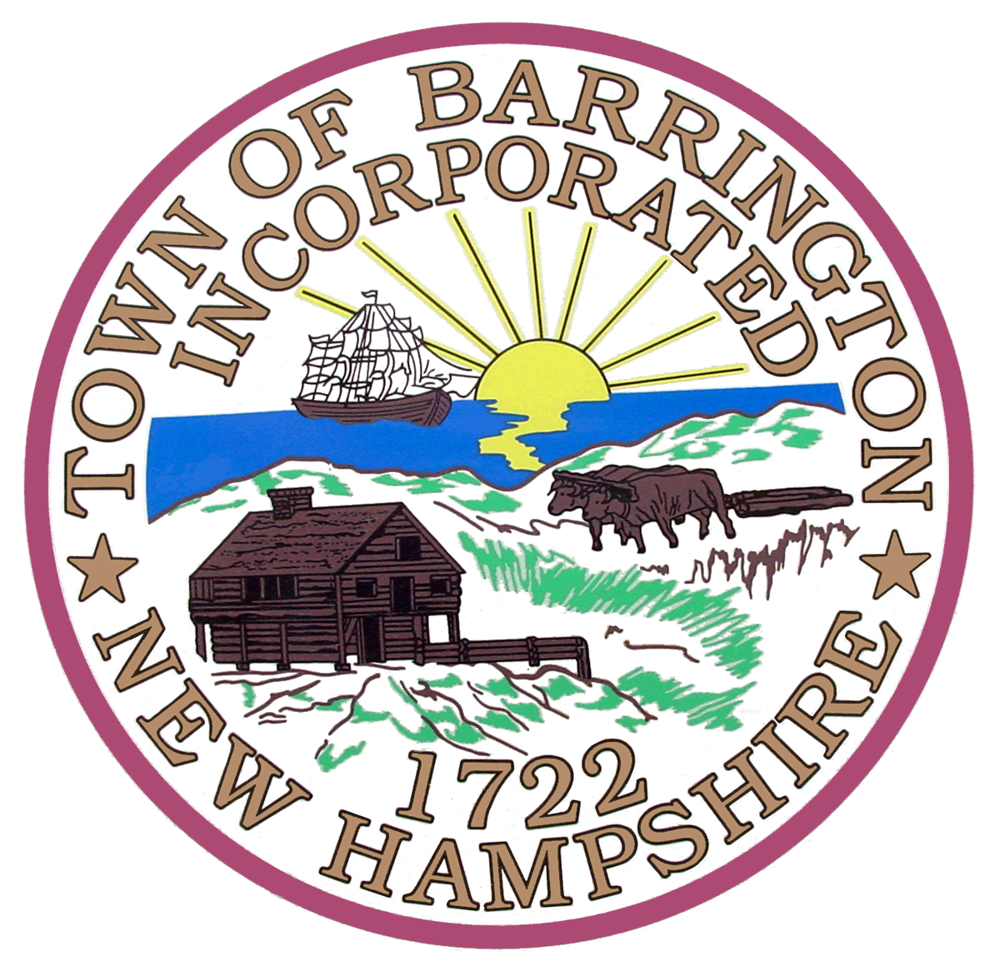 TOWN OF BARRINGTON
INCORPORATED
1722
NEW HAMPSHIRE